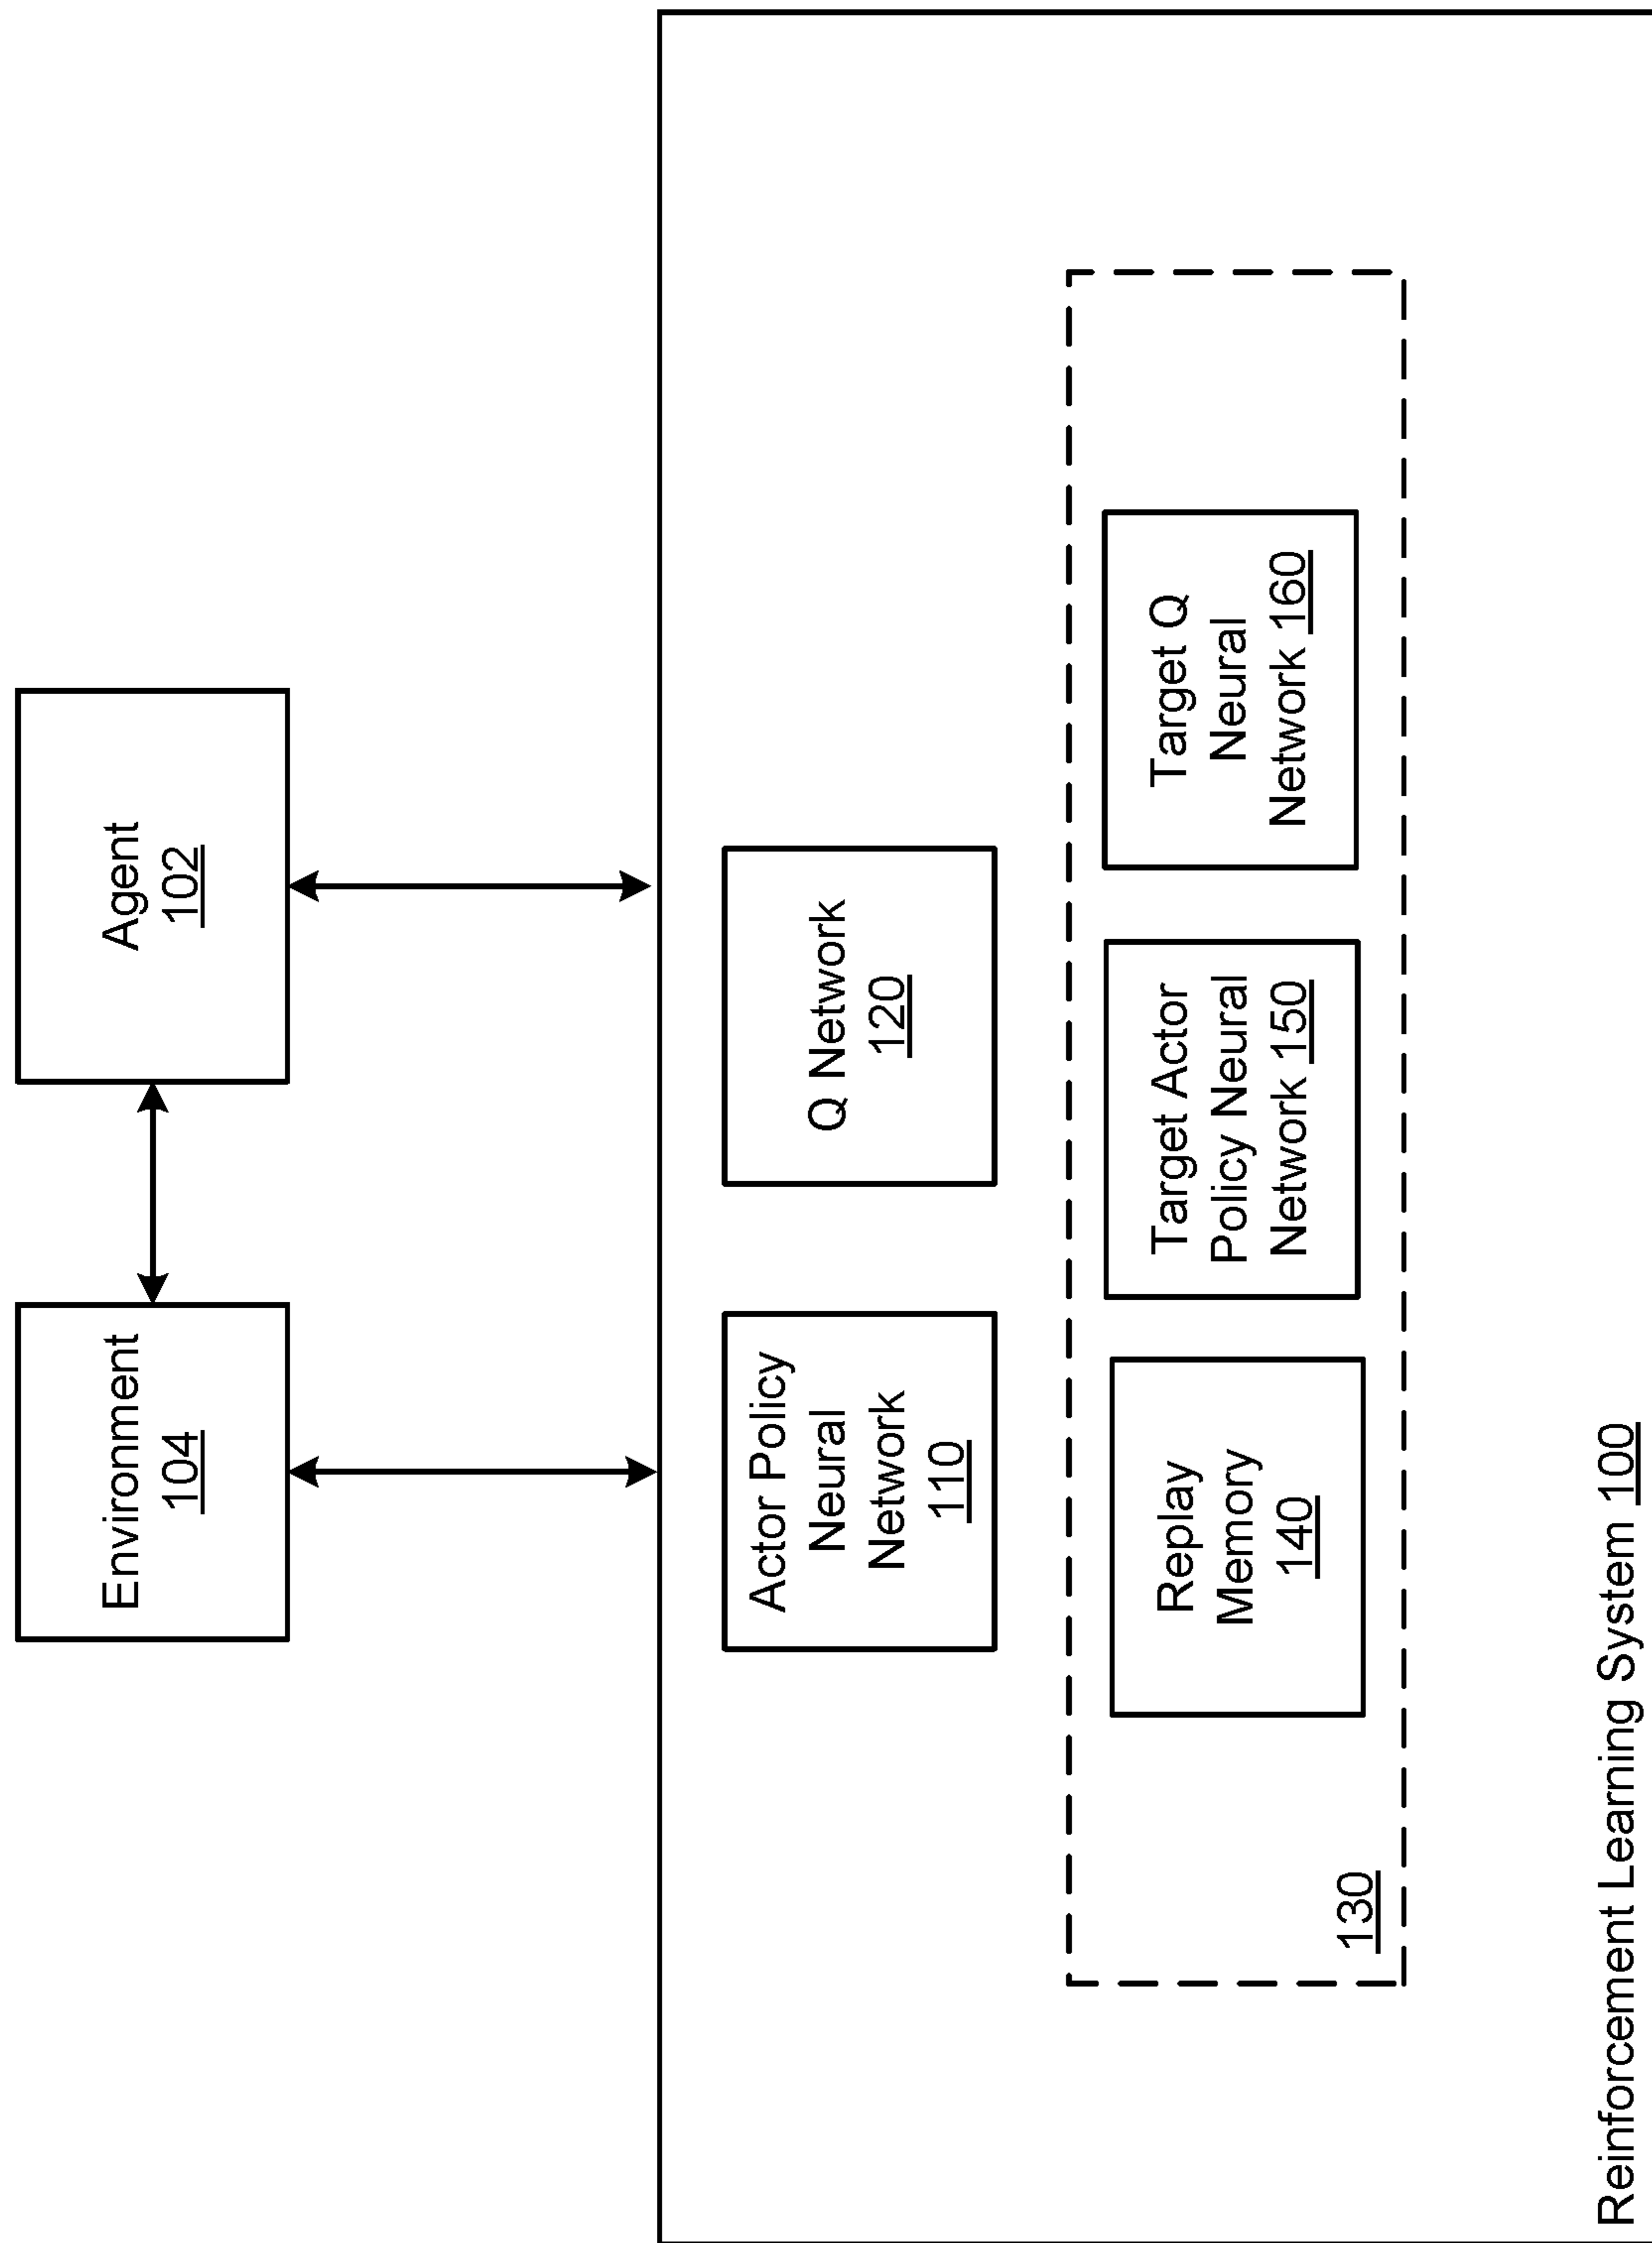 Environment
104
Agent
102
Actor Policy
Neural
Network
110
Q Network
120
Replay
Memory
140
Target Actor
Policy Neural
Network 150
Target Q
Neural
Network 160
130
Reinforcement Learning System 100